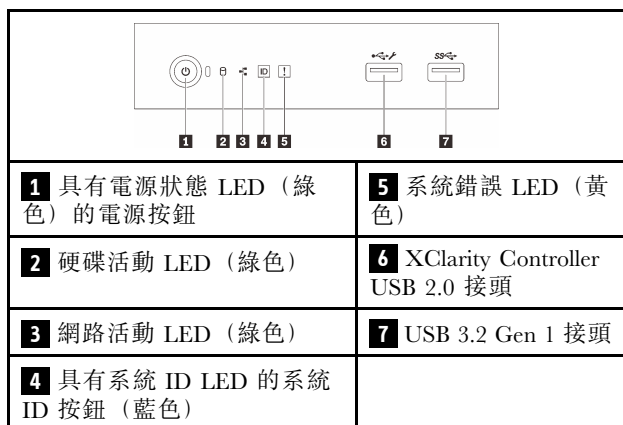 ID !
SS
1 2 3 4 5 6 7
1 具有電源狀態 LED（綠
色）的電源按鈕
5 系統錯誤 LED（黃
色）
2 硬碟活動 LED（綠色）
6 XClarity Controller
USB 2.0 接頭
3 網路活動 LED（綠色）
7 USB 3.2 Gen 1 接頭
4 具有系統 ID LED 的系統
ID 按鈕（藍色）